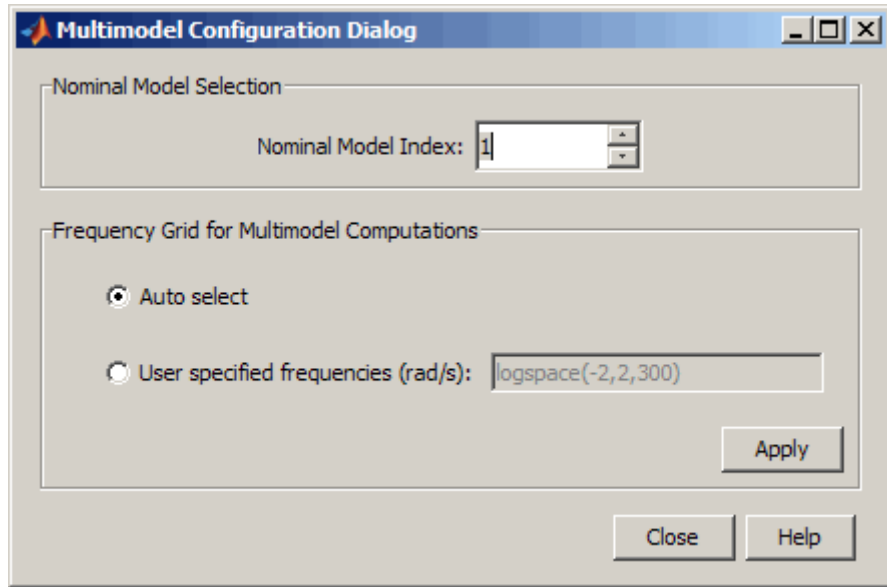 Multimodel Configuration Dialog
Nominal Model Selection
Nominal Model Index: 1
Frequency Grid for Multimodel Computations
Auto select
User specified frequencies (rad/s): logspace(-2,2,300)
Apply
Close Help